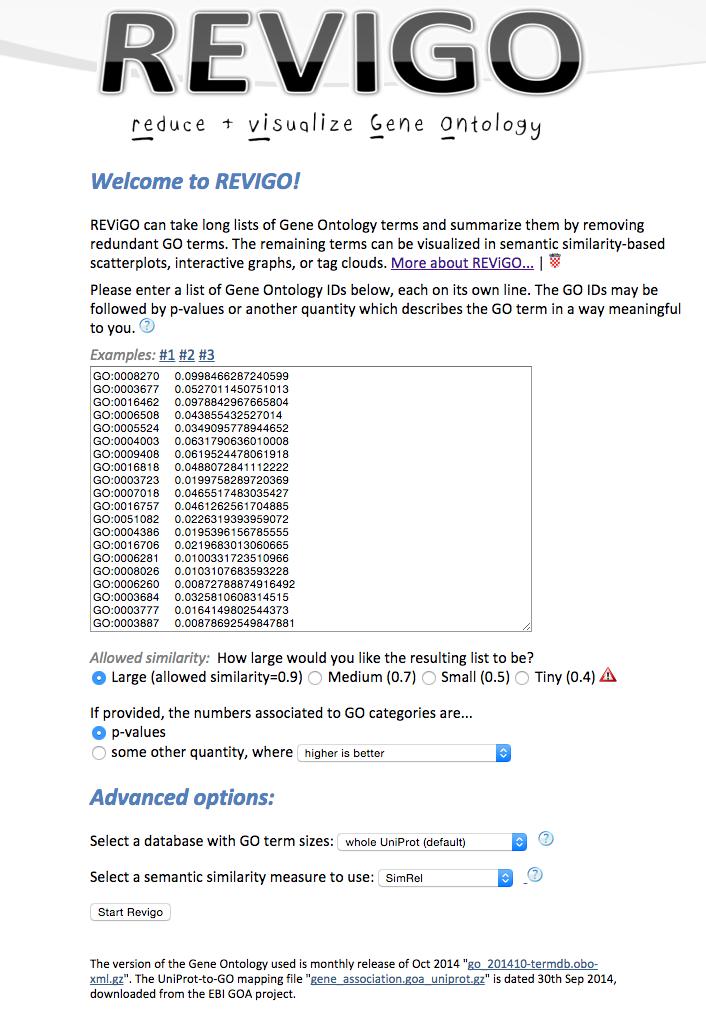 REVIGO
reduce + visualize Gene Ontology
Welcome to REVIGO!
REViGO can take long lists of Gene Ontology terms and summarize them by removing
redundant GO terms. The remaining terms can be visualized in semantic similarity-based
scatterplots, interactive graphs, or tag clouds. More about REViGO... |
Please enter a list of Gene Ontology IDs below, each on its own line. The GO IDs may be
followed by p-values or another quantity which describes the GO term in a way meaningful
to you. ?
Examples: #1 #2 #3
GO:0008270 0.0998466287240599
GO:0003677 0.0527011450751013
GO:0016462 0.0978842967665804
GO:0006508 0.043855432527014
GO:0005524 0.0349095778944652
GO:0004003 0.0631790636010008
GO:0009408 0.0619524478061918
GO:0016818 0.0488072841112222
GO:0003723 0.0199758289720369
GO:0007018 0.0465517483035427
GO:0016757 0.0461262561704885
GO:0051082 0.0226319393959072
GO:0004386 0.0195396156785555
GO:0016706 0.0219683013060665
GO:0006281 0.0100331723510966
GO:0008026 0.0103107683593228
GO:0006260 0.00872788874916492
GO:0003684 0.0325810608314515
GO:0003777 0.0164149802544373
GO:0003887 0.00878692549847881
Allowed similarity: How large would you like the resulting list to be?
Large (allowed similarity=0.9) Medium (0.7) Small (0.5) Tiny (0.4)
If provided, the numbers associated to GO categories are...
p-values
some other quantity, where higher is better
Advanced options:
Select a database with GO term sizes: whole UniProt (default) ?
Select a semantic similarity measure to use: SimRel ?
Start Revigo
The version of the Gene Ontology used is monthly release of Oct 2014 "go_201410-termdb.obo-
xml.gz". The UniProt-to-GO mapping file "gene_association.goa_uniprot.gz" is dated 30th Sep 2014,
downloaded from the EBI GOA project.